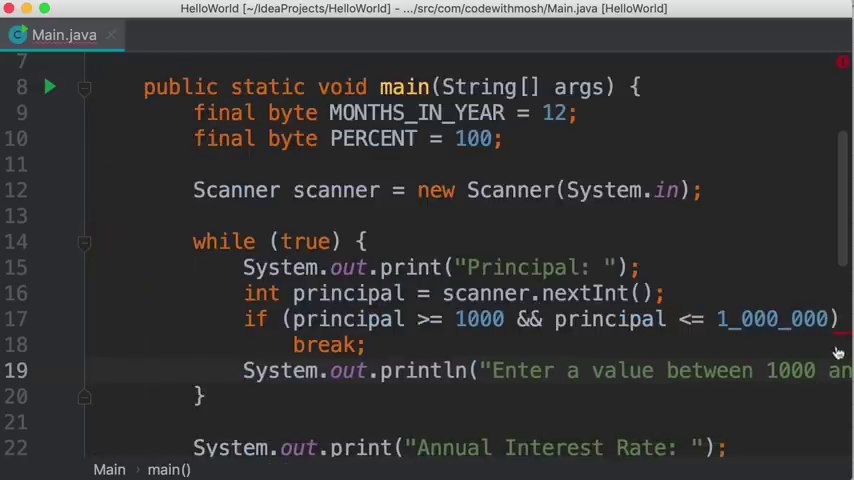 HelloWorld [~/IdeaProjects/HelloWorld] - .../src/com/codewithmosh/Main.java [HelloWorld]
Main.java
7
8 public static void main(String[] args) {
9 final byte MONTHS_IN_YEAR = 12;
10 final byte PERCENT = 100;
11
12 Scanner scanner = new Scanner(System.in);
13
14 while (true) {
15 System.out.print("Principal: ");
16 int principal = scanner.nextInt();
17 if (principal >= 1000 && principal <= 1_000_000)
18 break;
19 System.out.println("Enter a value between 1000 an
20 }
21
22 System.out.print("Annual Interest Rate: ");
Main main()